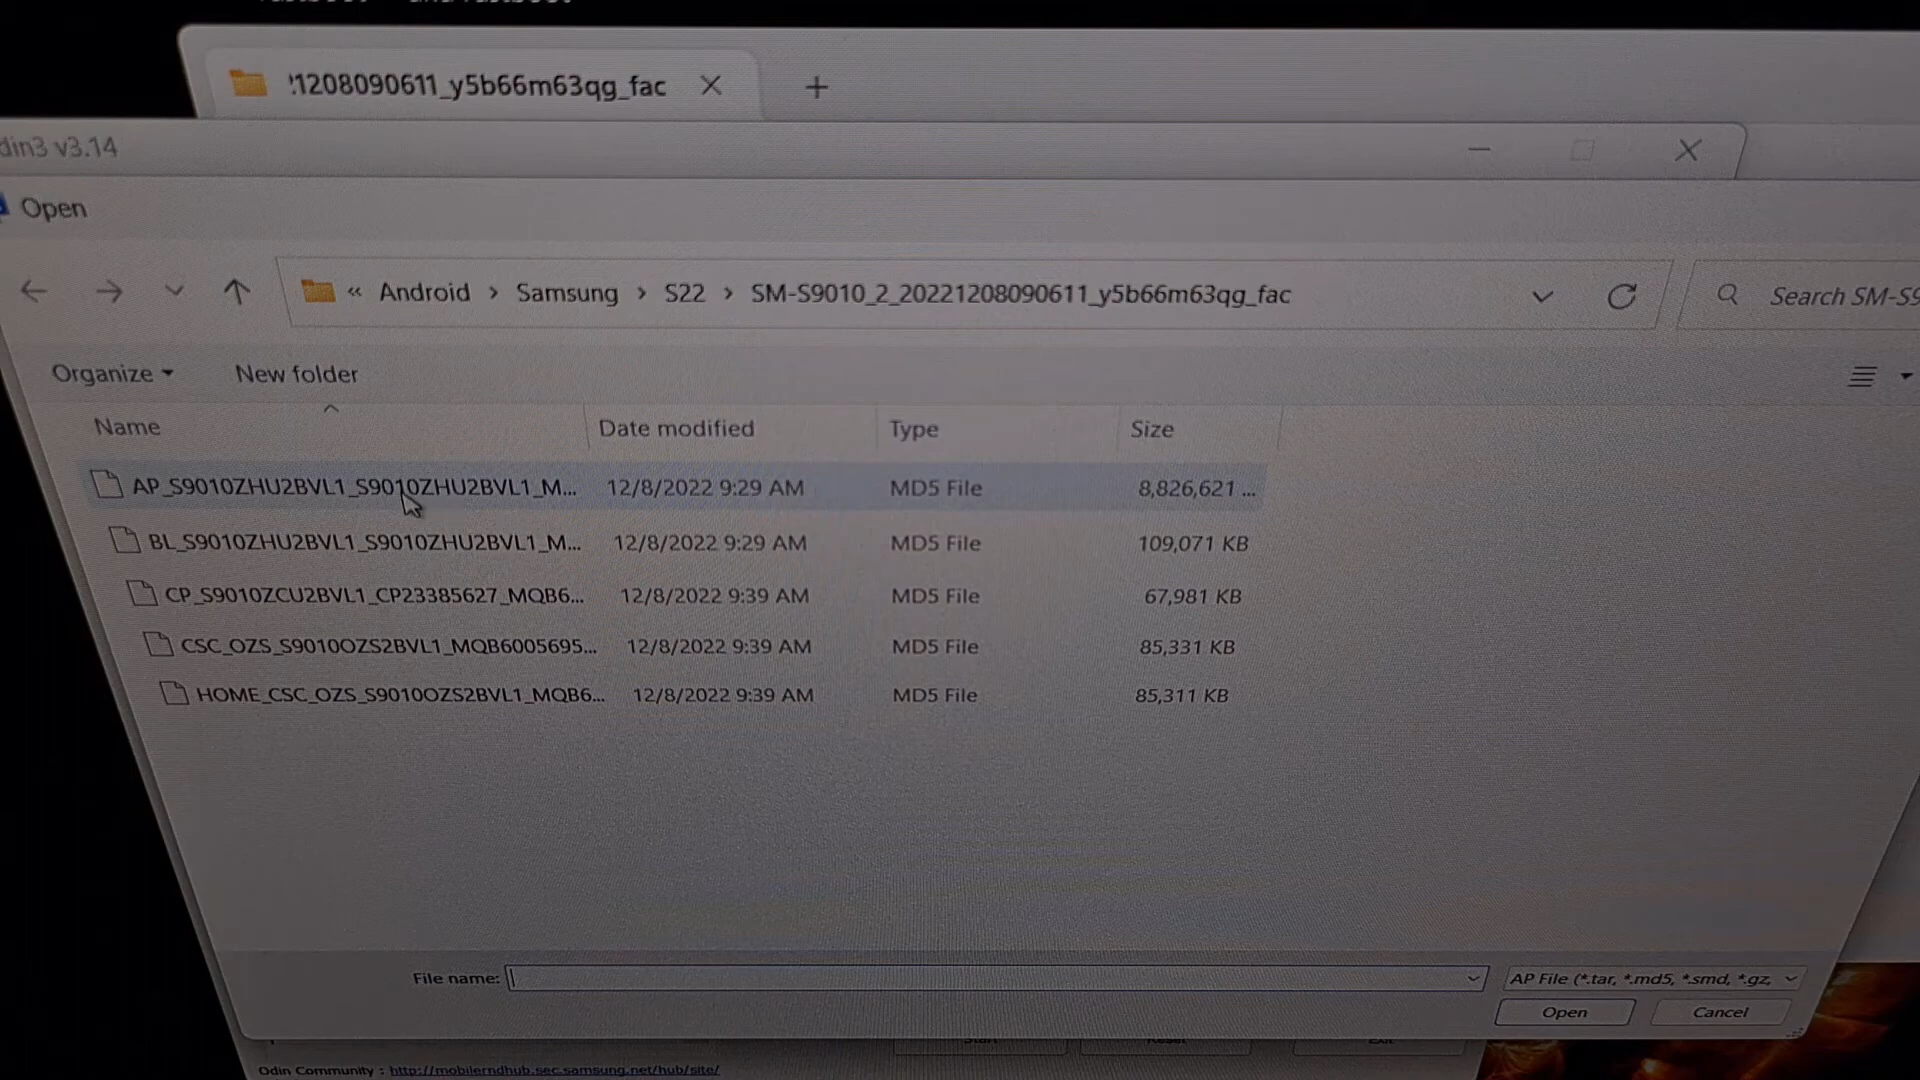 !1208090611_y5b66m63qg_fac
din3 v3.14
Open
« Android > Samsung > S22 > SM-S9010_2_20221208090611_y5b66m63qg_fac
Search SM-S9
Organize
New folder
Name Date modified Type Size
AP_S9010ZHU2BVL1_S9010ZHU2BVL1_M... 12/8/2022 9:29 AM MD5 File 8,826,621 ...
BL_S9010ZHU2BVL1_S9010ZHU2BVL1_M... 12/8/2022 9:29 AM MD5 File 109,071 KB
CP_S9010ZCU2BVL1_CP23385627_MQB6... 12/8/2022 9:39 AM MD5 File 67,981 KB
CSC_OZS_S9010OZS2BVL1_MQB6005695... 12/8/2022 9:39 AM MD5 File 85,331 KB
HOME_CSC_OZS_S9010OZS2BVL1_MQB6... 12/8/2022 9:39 AM MD5 File 85,311 KB
File name:
AP File (*.tar, *.md5, *.smd, *.gz,
Open
Cancel
Odin Community : http://mobilerndhub.sec.samsung.net/hub/site/